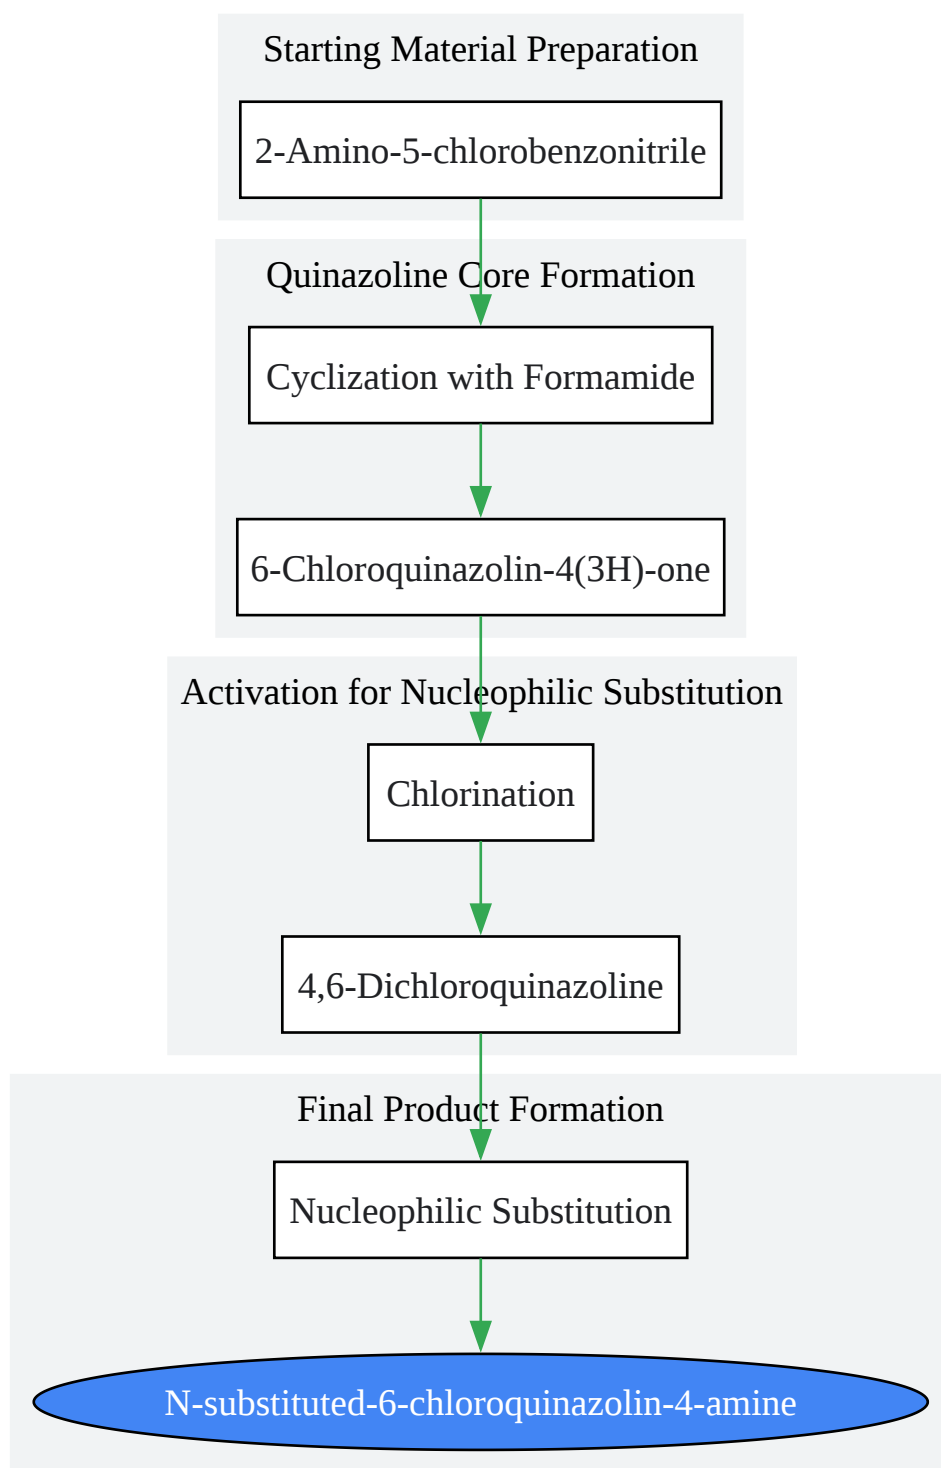 Starting Material Preparation
2-Amino-5-chlorobenzonitrile
Quinazoline Core Formation
Cyclization with Formamide
6-Chloroquinazolin-4(3H)-one
Activation for Nucleophilic Substitution
Chlorination
4,6-Dichloroquinazoline
Final Product Formation
Nucleophilic Substitution
N-substituted-6-chloroquinazolin-4-amine